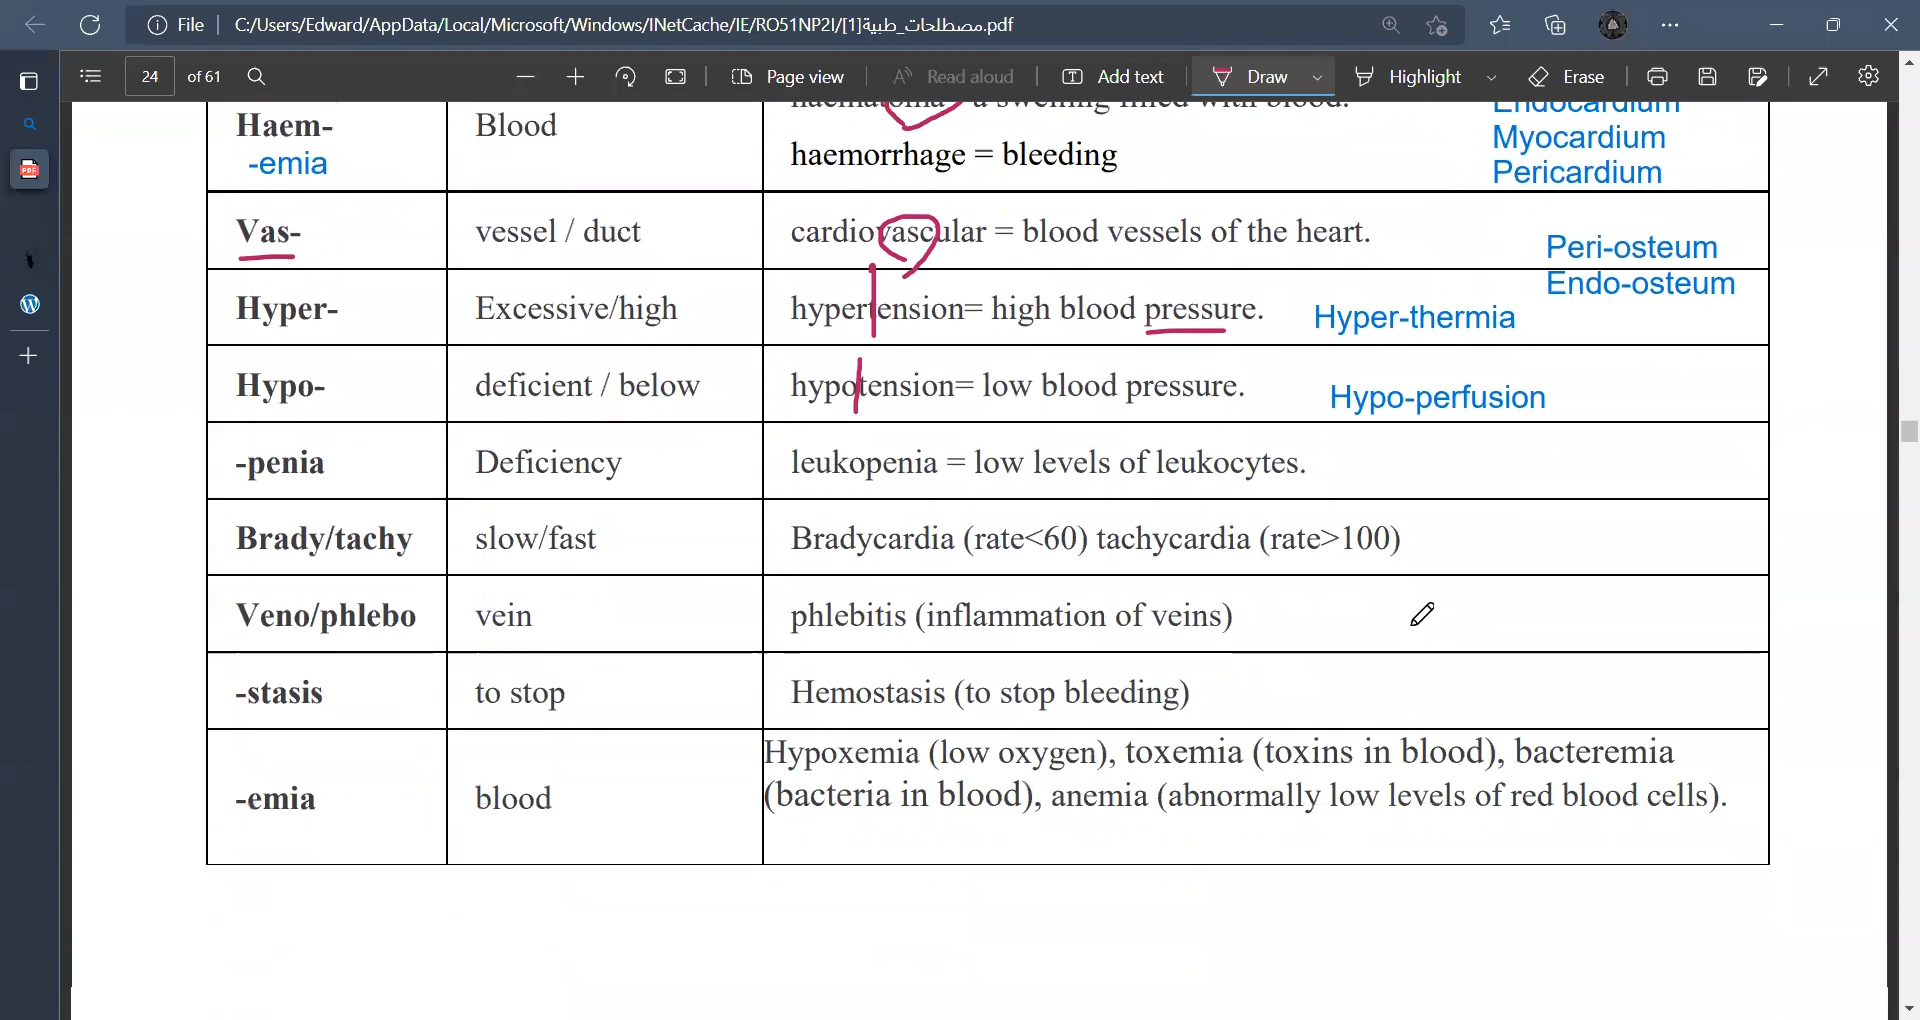 File
C:/Users/Edward/AppData/Local/Microsoft/Windows/INetCache/IE/RO51NP2I/[1]مصطلحات_طبية.pdf
24 of 61
Page view
Read aloud
Add text
Draw
Highlight
Erase
Haem-
-emia
Blood
haematoma = a swelling filled with blood.
haemorrhage = bleeding
Endocardium
Myocardium
Pericardium
Vas-
vessel / duct
cardiovascular = blood vessels of the heart.
Peri-osteum
Endo-osteum
Hyper-
Excessive/high
hypertension= high blood pressure.
Hyper-thermia
Hypo-
deficient / below
hypotension= low blood pressure.
Hypo-perfusion
-penia
Deficiency
leukopenia = low levels of leukocytes.
Brady/tachy
slow/fast
Bradycardia (rate<60) tachycardia (rate>100)
Veno/phlebo
vein
phlebitis (inflammation of veins)
-stasis
to stop
Hemostasis (to stop bleeding)
-emia
blood
Hypoxemia (low oxygen), toxemia (toxins in blood), bacteremia
(bacteria in blood), anemia (abnormally low levels of red blood cells).